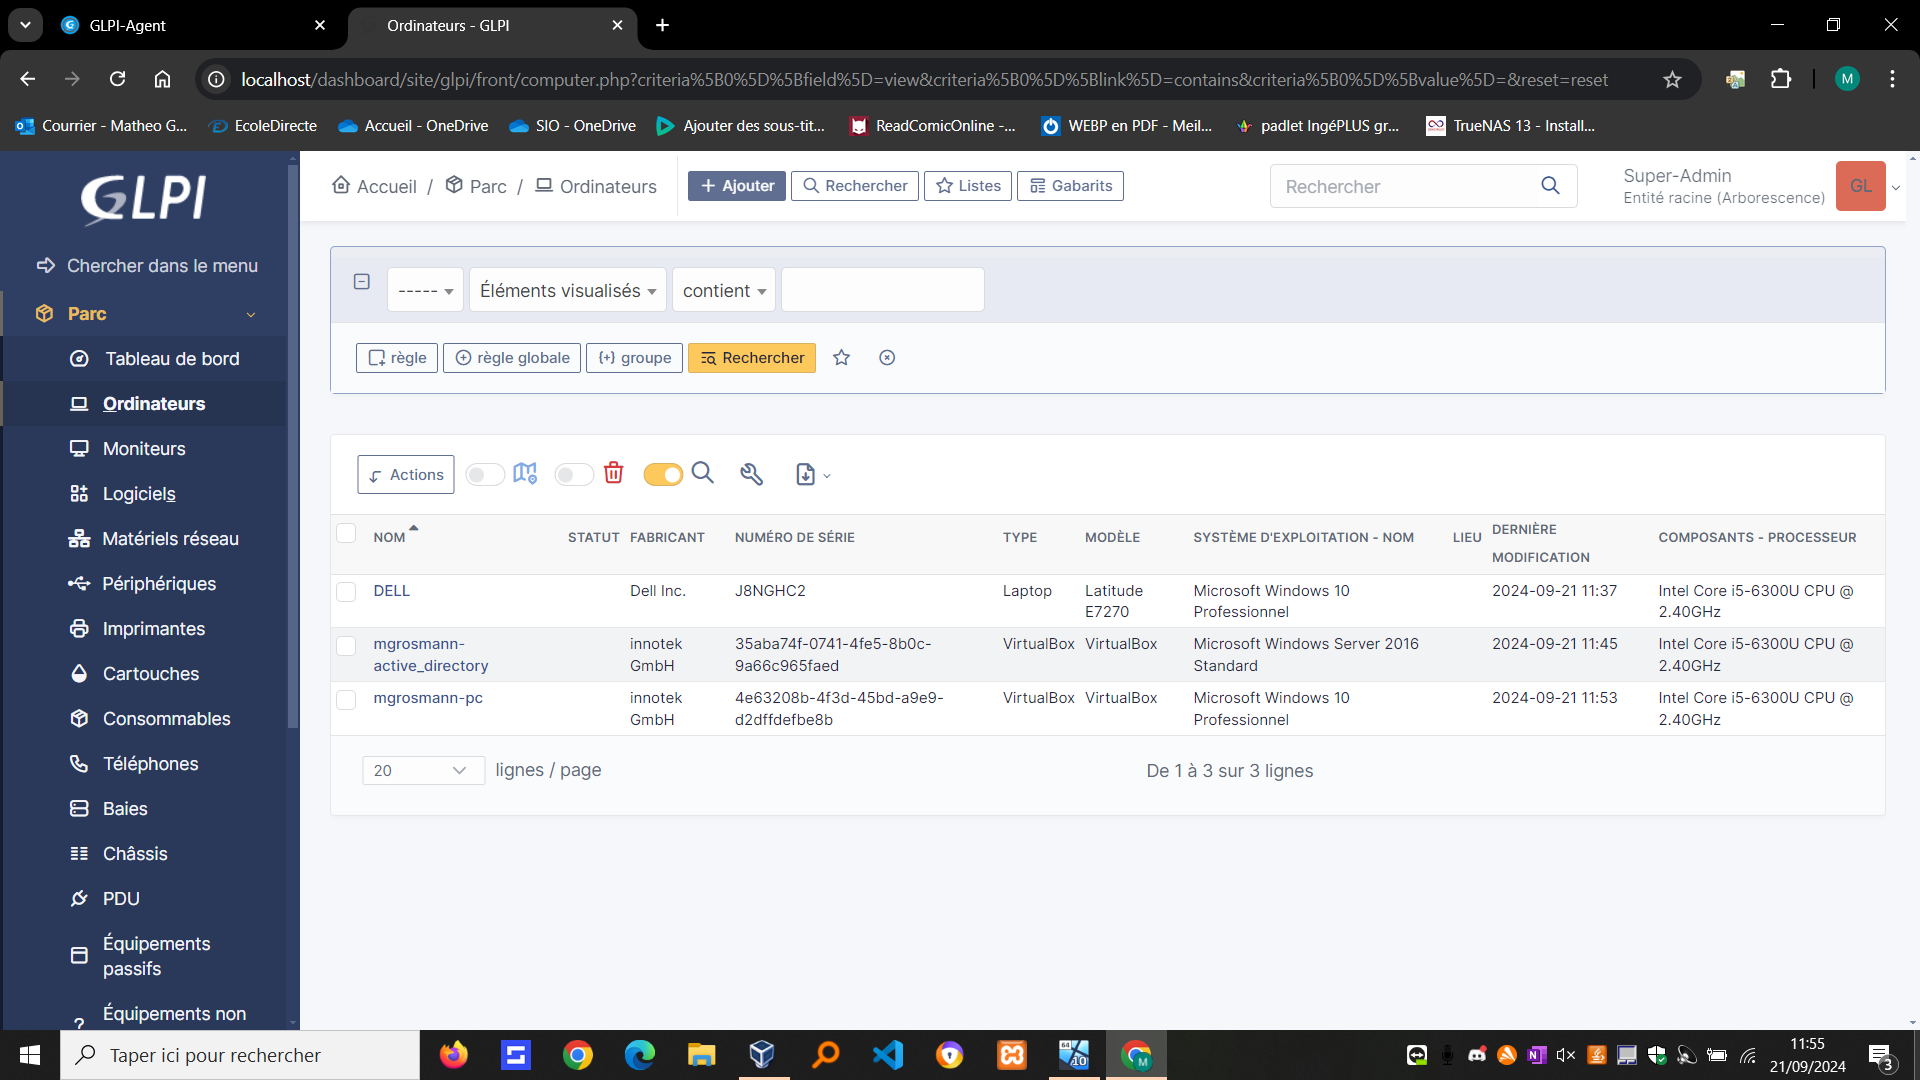 GLPI-Agent
Ordinateurs - GLPI
localhost/dashboard/site/glpi/front/computer.php?criteria%5B0%5D%5Bfield%5D=view&criteria%5B0%5D%5Blink%5D=contains&criteria%5B0%5D%5Bvalue%5D=&reset=reset
M
Courrier - Matheo G...
EcoleDirecte
Accueil - OneDrive
SIO - OneDrive
Ajouter des sous-tit...
ReadComicOnline -...
WEBP en PDF - Meil...
padlet IngéPLUS gr...
TrueNAS 13 - Install...
GLPI
Chercher dans le menu
Parc
Tableau de bord
Ordinateurs
Moniteurs
Logiciels
Matériels réseau
Périphériques
Imprimantes
Cartouches
Consommables
Téléphones
Baies
Châssis
PDU
Équipements
passifs
Équipements non
Accueil / Parc / Ordinateurs
Ajouter
Rechercher
Listes
Gabarits
Rechercher
Super-Admin
Entité racine (Arborescence)
GL
-----
Éléments visualisés
contient
règle
règle globale
groupe
Rechercher
Actions
NOM STATUT FABRICANT NUMÉRO DE SÉRIE TYPE MODÈLE SYSTÈME D'EXPLOITATION - NOM LIEU DERNIÈRE MODIFICATION COMPOSANTS - PROCESSEUR
DELL Dell Inc. J8NGHC2 Laptop Latitude E7270 Microsoft Windows 10 Professionnel 2024-09-21 11:37 Intel Core i5-6300U CPU @ 2.40GHz
mgrosmann-active_directory innotek GmbH 35aba74f-0741-4fe5-8b0c-9a66c965faed VirtualBox VirtualBox Microsoft Windows Server 2016 Standard 2024-09-21 11:45 Intel Core i5-6300U CPU @ 2.40GHz
mgrosmann-pc innotek GmbH 4e63208b-4f3d-45bd-a9e9-d2dffdefbe8b VirtualBox VirtualBox Microsoft Windows 10 Professionnel 2024-09-21 11:53 Intel Core i5-6300U CPU @ 2.40GHz
20 lignes / page
De 1 à 3 sur 3 lignes
Taper ici pour rechercher
11:55
21/09/2024
3